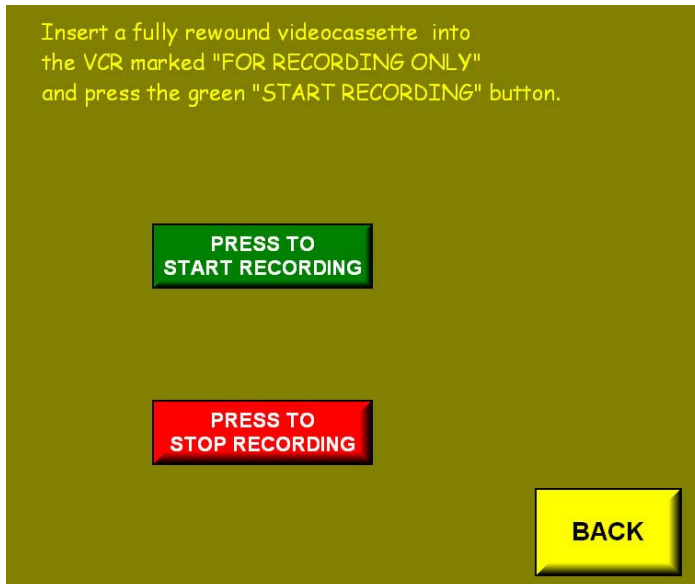 Insert a fully rewound videocassette into
the VCR marked "FOR RECORDING ONLY"
and press the green "START RECORDING" button.
PRESS TO
START RECORDING
PRESS TO
STOP RECORDING
BACK